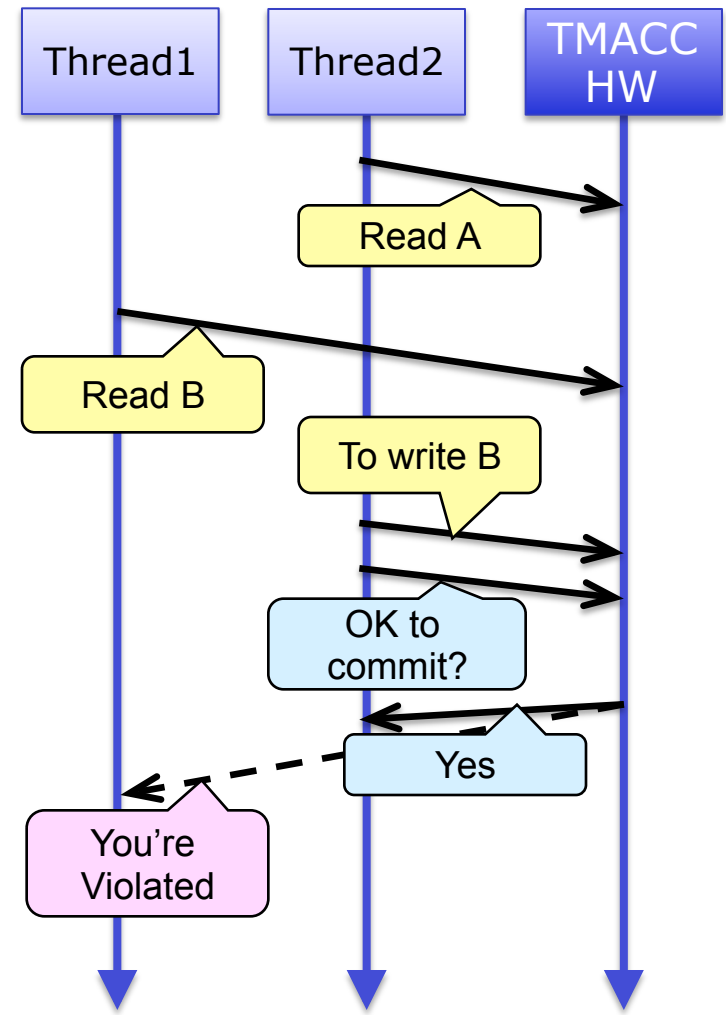 Thread1
Thread2
TMACC
HW
Read A
Read B
To write B
OK to
commit?
Yes
You’re
Violated